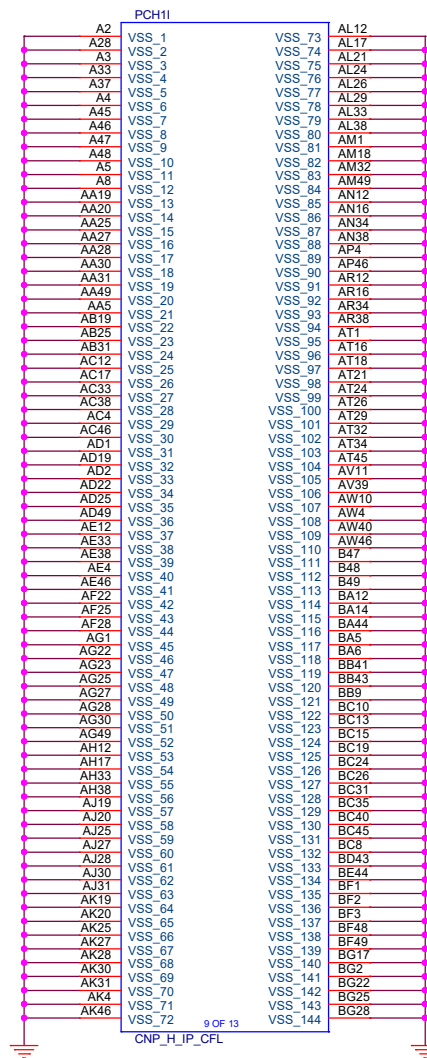 PCH1I
A2 VSS_1 VSS_73 AL12
A28 VSS_2 VSS_74 AL17
A3 VSS_3 VSS_75 AL21
A33 VSS_4 VSS_76 AL24
A37 VSS_5 VSS_77 AL26
A4 VSS_6 VSS_78 AL29
A45 VSS_7 VSS_79 AL33
A46 VSS_8 VSS_80 AL38
A47 VSS_9 VSS_81 AM1
A48 VSS_10 VSS_82 AM18
A5 VSS_11 VSS_83 AM32
A8 VSS_12 VSS_84 AM49
AA19 VSS_13 VSS_85 AN12
AA20 VSS_14 VSS_86 AN16
AA25 VSS_15 VSS_87 AN34
AA27 VSS_16 VSS_88 AN38
AA28 VSS_17 VSS_89 AP4
AA30 VSS_18 VSS_90 AP46
AA31 VSS_19 VSS_91 AR12
AA49 VSS_20 VSS_92 AR16
AA5 VSS_21 VSS_93 AR34
AB19 VSS_22 VSS_94 AR38
AB25 VSS_23 VSS_95 AT1
AB31 VSS_24 VSS_96 AT16
AC12 VSS_25 VSS_97 AT18
AC17 VSS_26 VSS_98 AT21
AC33 VSS_27 VSS_99 AT24
AC38 VSS_28 VSS_100 AT26
AC4 VSS_29 VSS_101 AT29
AC46 VSS_30 VSS_102 AT32
AD1 VSS_31 VSS_103 AT34
AD19 VSS_32 VSS_104 AT45
AD2 VSS_33 VSS_105 AV11
AD22 VSS_34 VSS_106 AV39
AD25 VSS_35 VSS_107 AW10
AD49 VSS_36 VSS_108 AW4
AE12 VSS_37 VSS_109 AW40
AE33 VSS_38 VSS_110 AW46
AE38 VSS_39 VSS_111 B47
AE4 VSS_40 VSS_112 B48
AE46 VSS_41 VSS_113 B49
AF22 VSS_42 VSS_114 BA12
AF25 VSS_43 VSS_115 BA14
AF28 VSS_44 VSS_116 BA44
AG1 VSS_45 VSS_117 BA5
AG22 VSS_46 VSS_118 BA6
AG23 VSS_47 VSS_119 BB41
AG25 VSS_48 VSS_120 BB43
AG27 VSS_49 VSS_121 BB9
AG28 VSS_50 VSS_122 BC10
AG30 VSS_51 VSS_123 BC13
AG49 VSS_52 VSS_124 BC15
AH12 VSS_53 VSS_125 BC19
AH17 VSS_54 VSS_126 BC24
AH33 VSS_55 VSS_127 BC26
AH38 VSS_56 VSS_128 BC31
AJ19 VSS_57 VSS_129 BC35
AJ20 VSS_58 VSS_130 BC40
AJ25 VSS_59 VSS_131 BC45
AJ27 VSS_60 VSS_132 BC8
AJ28 VSS_61 VSS_133 BD43
AJ30 VSS_62 VSS_134 BE44
AJ31 VSS_63 VSS_135 BF1
AK19 VSS_64 VSS_136 BF2
AK20 VSS_65 VSS_137 BF3
AK25 VSS_66 VSS_138 BF48
AK27 VSS_67 VSS_139 BF49
AK28 VSS_68 VSS_140 BG17
AK30 VSS_69 VSS_141 BG2
AK31 VSS_70 VSS_142 BG22
AK4 VSS_71 VSS_143 BG25
AK46 VSS_72 VSS_144 BG28
9 OF 13
CNP_H_IP_CFL